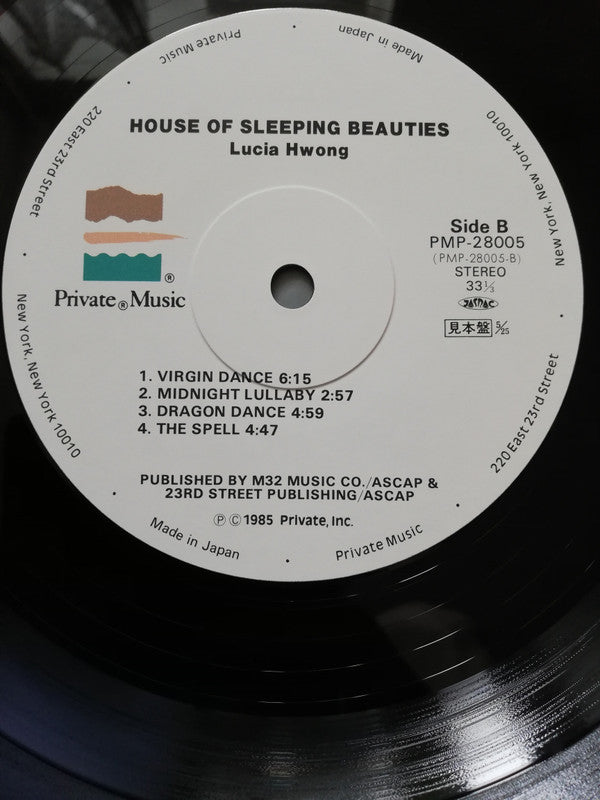 Private Music
Made in Japan
220 East 23rd Street
New York, New York 10010
HOUSE OF SLEEPING BEAUTIES
Lucia Hwong
®
Private ® Music
Side B
PMP-28005
(PMP-28005-B)
STEREO
33⅓
JASRAC
見本盤 5/25
1. VIRGIN DANCE 6:15
2. MIDNIGHT LULLABY 2:57
3. DRAGON DANCE 4:59
4. THE SPELL 4:47
PUBLISHED BY M32 MUSIC CO./ASCAP &
23RD STREET PUBLISHING/ASCAP
Ⓟ © 1985 Private, Inc.
New York, New York 10010
220 East 23rd Street
Made in Japan
Private Music